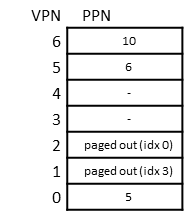 VPN PPN
6 10
5 6
4 -
3 -
2 paged out (idx 0)
1 paged out (idx 3)
0 5